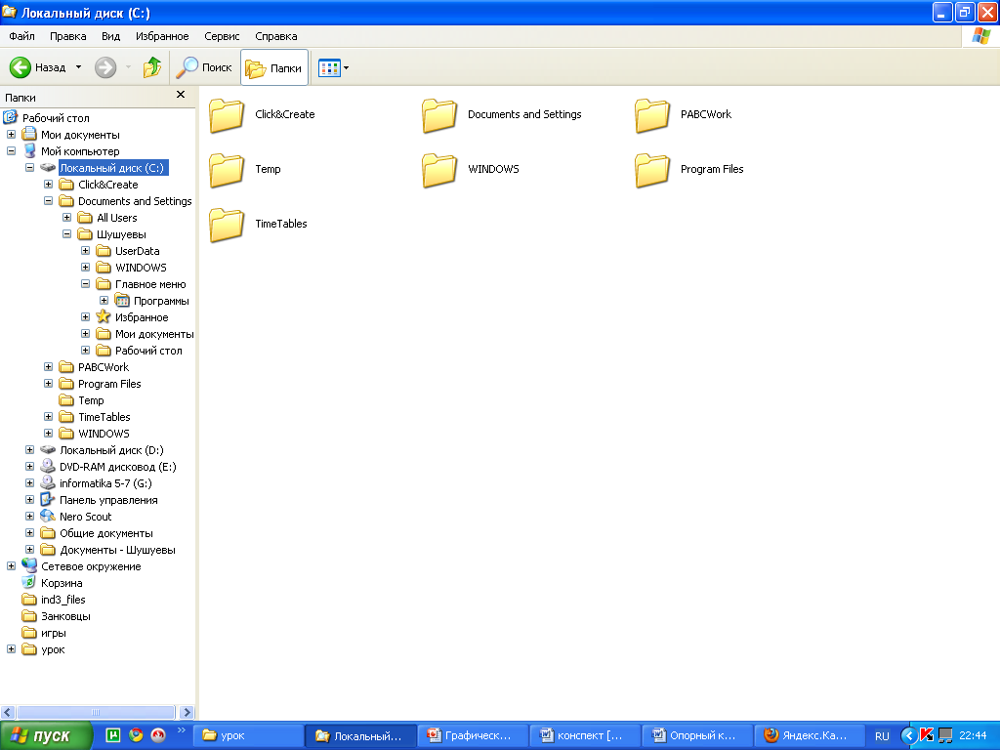 Локальный диск (C:)
Файл Правка Вид Избранное Сервис Справка
Назад Поиск Папки
Папки
Рабочий стол
Мои документы
Мой компьютер
Локальный диск (C:)
Click&Create
Documents and Settings
All Users
Шушуевы
UserData
WINDOWS
Главное меню
Программы
Избранное
Мои документы
Рабочий стол
PABCWork
Program Files
Temp
TimeTables
WINDOWS
Локальный диск (D:)
DVD-RAM дисковод (E:)
informatika 5-7 (G:)
Панель управления
Nero Scout
Общие документы
Документы - Шушуевы
Сетевое окружение
Корзина
ind3_files
Занковцы
игры
урок
Click&Create Documents and Settings PABCWork
Temp WINDOWS Program Files
TimeTables
пуск урок Локальный... Графическ... конспект [... Опорный к... Яндекс.Ка... RU 22:44